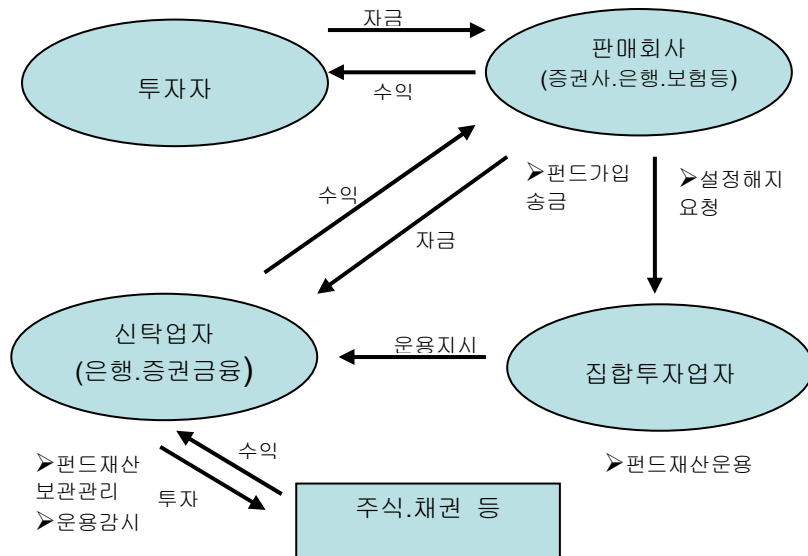 자금
투자자
판매회사
(증권사.은행.보험등)
수익
➢펀드가입
송금
➢설정해지
요청
수익
자금
신탁업자
(은행.증권금융)
운용지시
집합투자업자
➢펀드재산
보관관리
➢운용감시
수익
투자
➢펀드재산운용
주식.채권 등